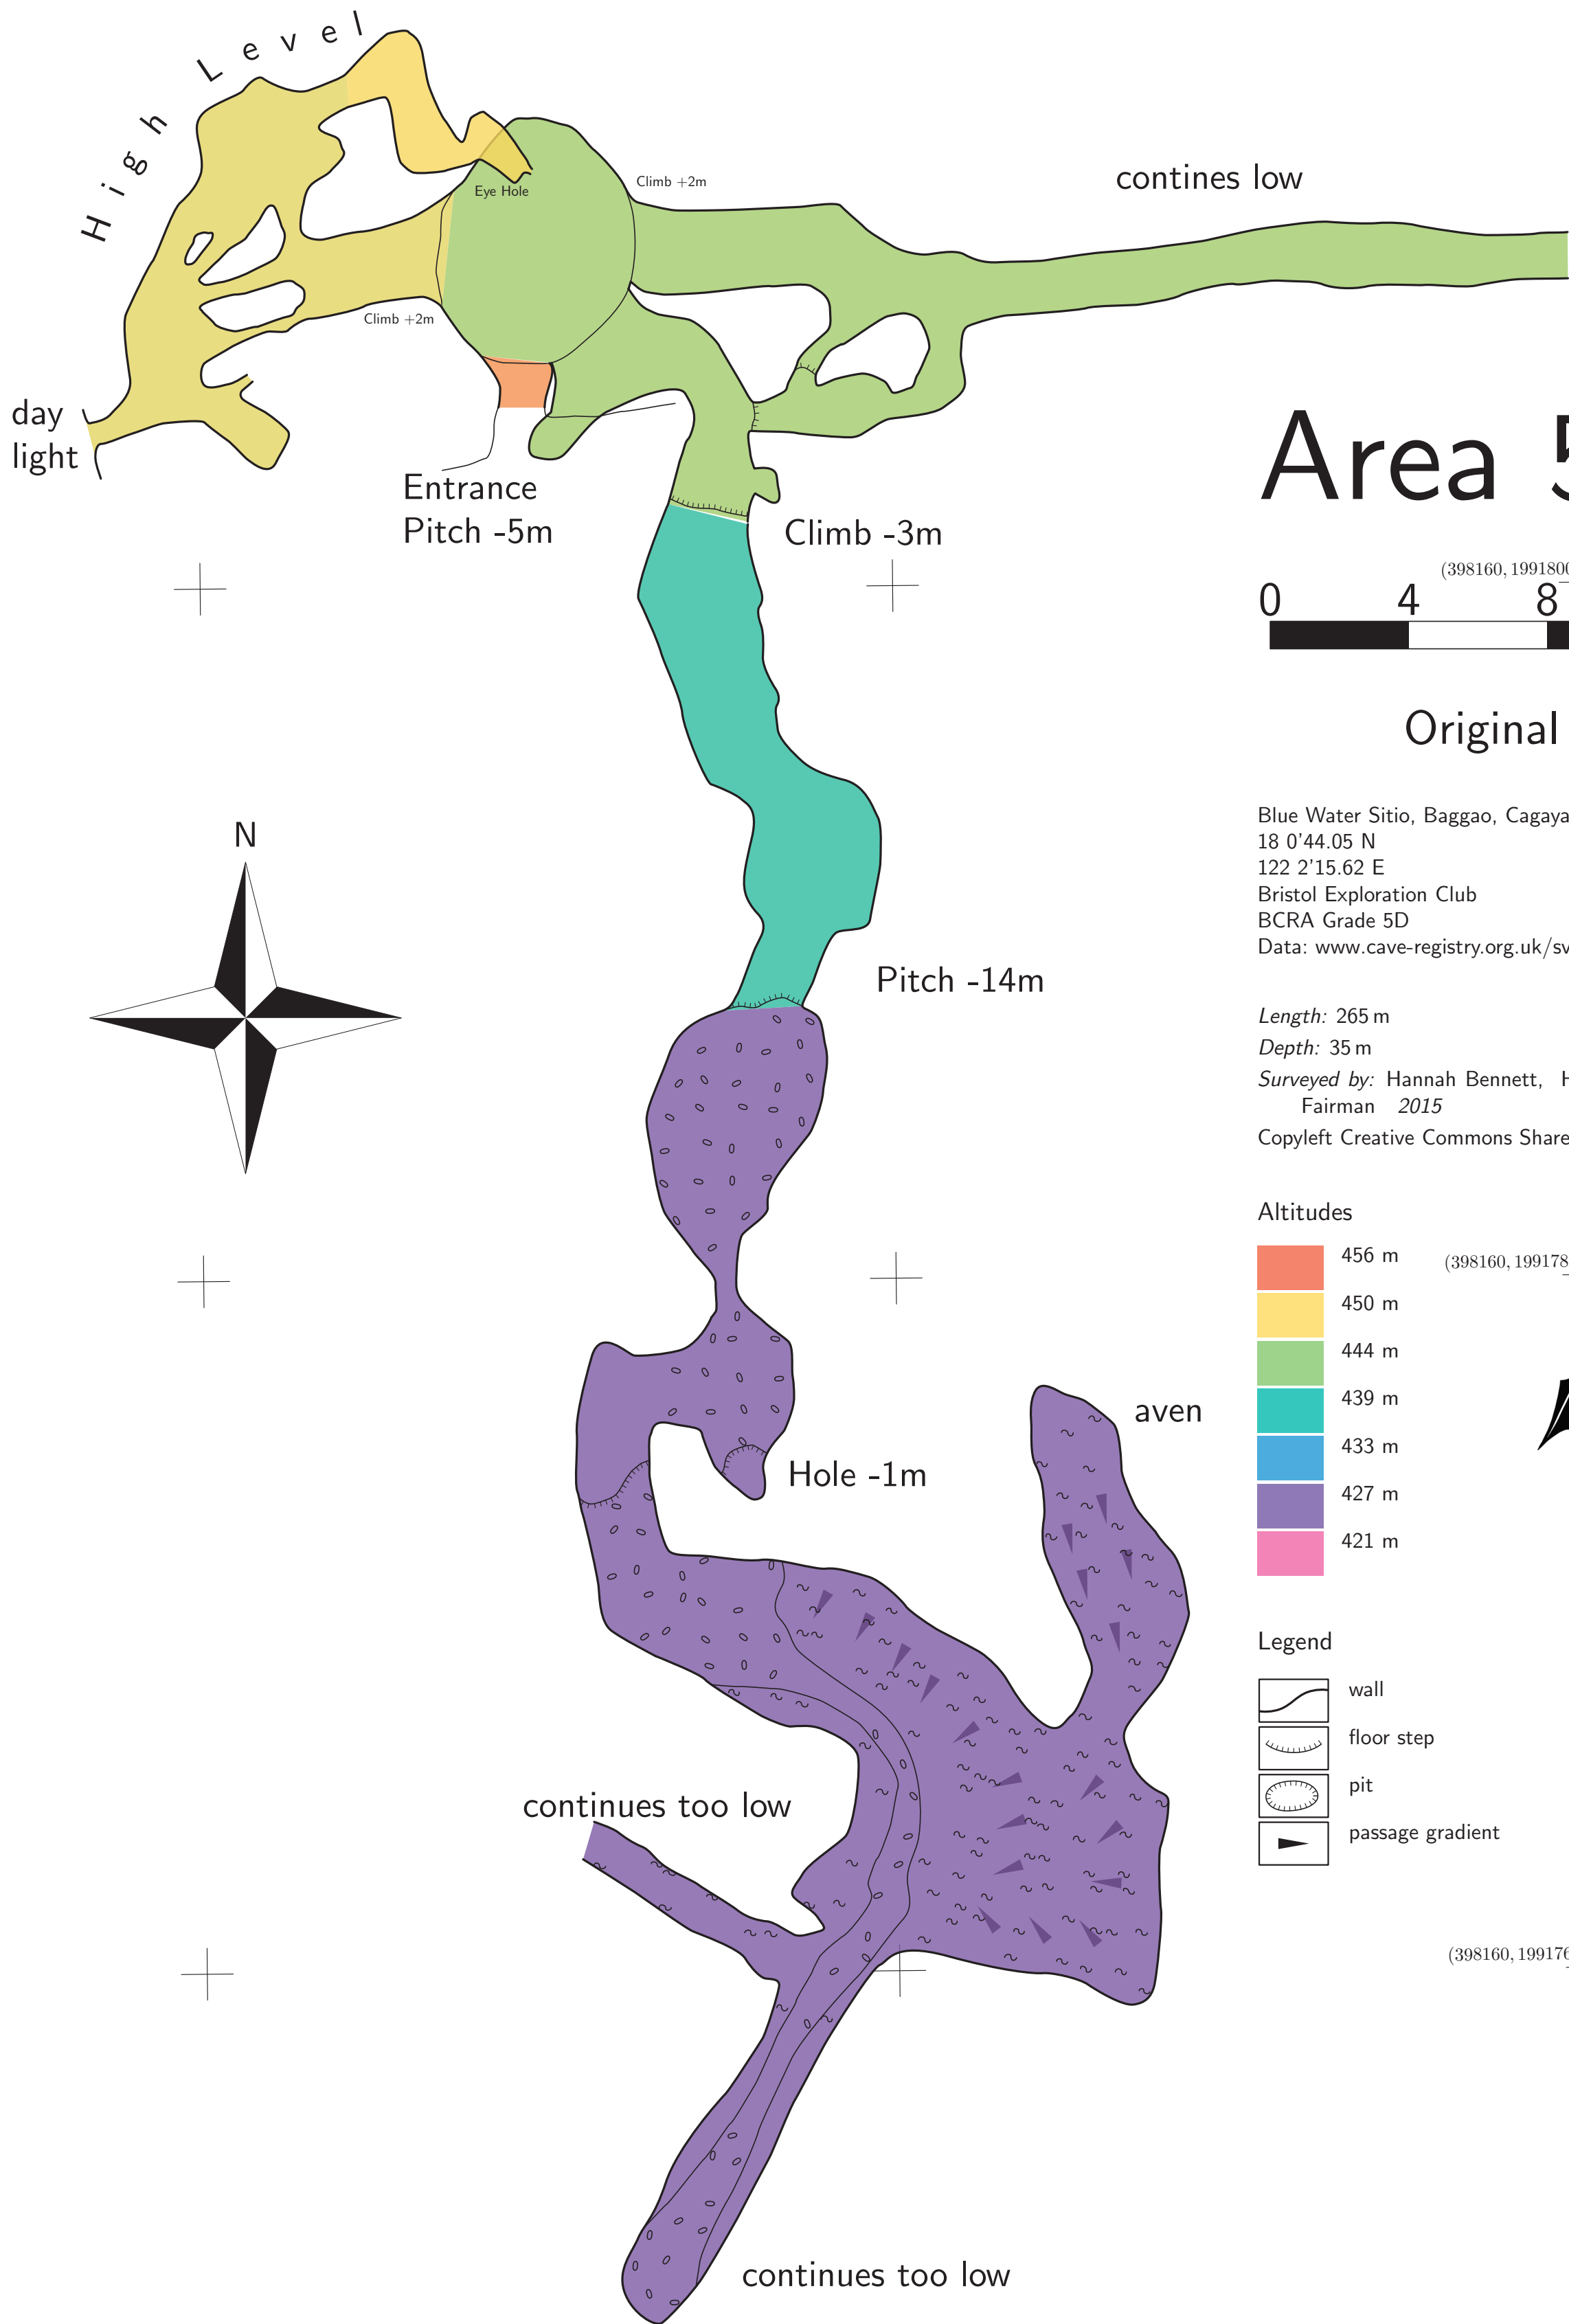 High Level
Eye Hole
Climb +2m
contines low
Climb +2m
day
light
Entrance
Pitch -5m
Climb -3m
Area 5
(398160, 1991800
0 4 8
Original
N
Blue Water Sitio, Baggao, Cagaya
18 0'44.05 N
122 2'15.62 E
Bristol Exploration Club
BCRA Grade 5D
Data: www.cave-registry.org.uk/sv
Pitch -14m
Length: 265 m
Depth: 35 m
Surveyed by: Hannah Bennett, H
Fairman 2015
Copyleft Creative Commons Share
Altitudes
456 m
(398160, 199178
450 m
444 m
439 m
433 m
427 m
421 m
aven
Hole -1m
Legend
wall
floor step
pit
passage gradient
continues too low
(398160, 199176
continues too low